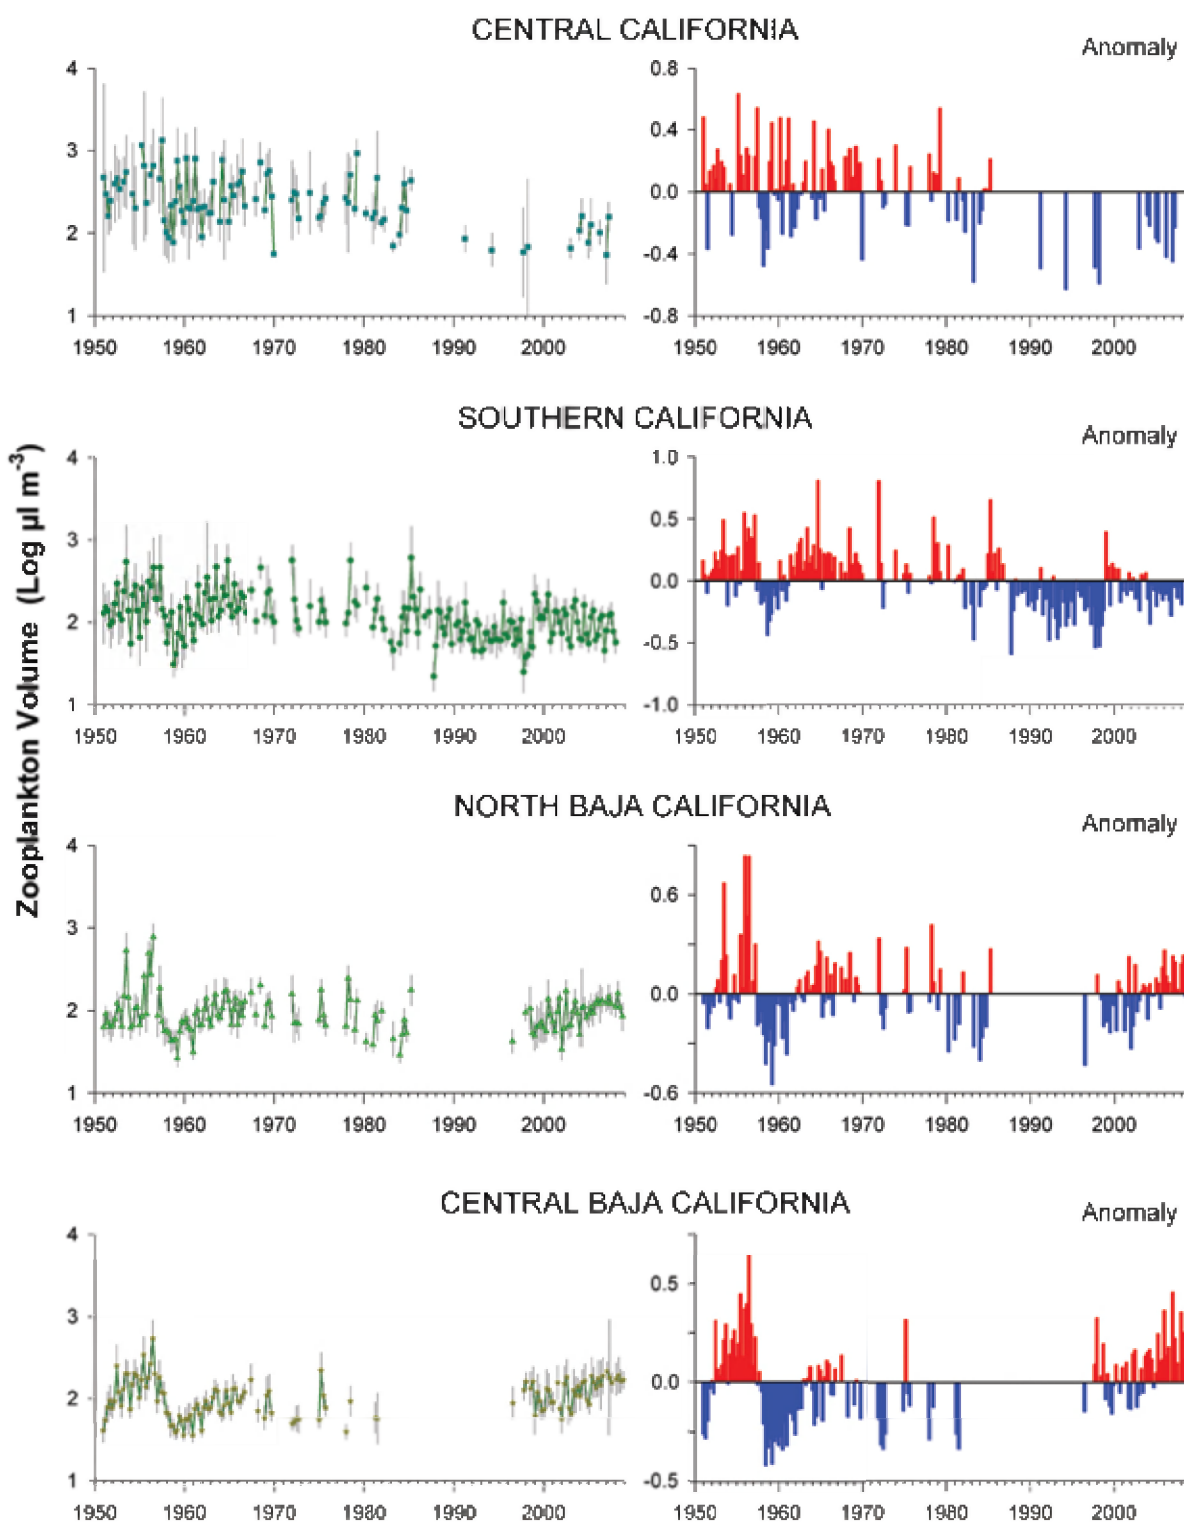 CENTRAL CALIFORNIA
Anomaly
4
3
2
1
1950 1960 1970 1980 1990 2000
0.8
0.4
0.0
-0.4
-0.8
1950 1960 1970 1980 1990 2000
SOUTHERN CALIFORNIA
Anomaly
Zooplankton Volume (Log µl m-3)
4
3
2
1
1950 1960 1970 1980 1990 2000
1.0
0.5
0.0
-0.5
-1.0
1950 1960 1970 1980 1990 2000
NORTH BAJA CALIFORNIA
Anomaly
4
3
2
1
1950 1960 1970 1980 1990 2000
0.6
0.0
-0.6
1950 1960 1970 1980 1990 2000
CENTRAL BAJA CALIFORNIA
Anomaly
4
3
2
1
1950 1960 1970 1980 1990 2000
0.5
0.0
-0.5
1950 1960 1970 1980 1990 2000